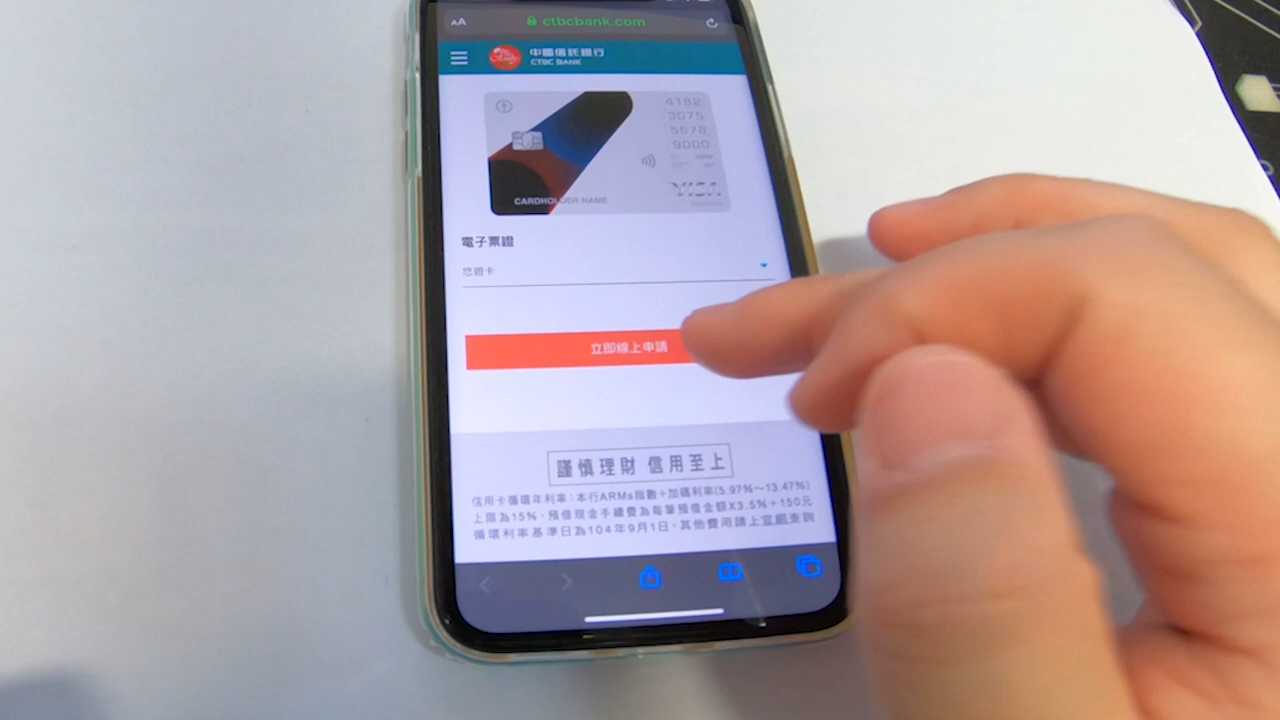 AA ctbcbank.com
中國信託銀行
CTBC BANK
4182
3075
5678
9000
VISA
CARDHOLDER NAME
電子票證
悠遊卡
立即線上申請
謹慎理財 信用至上
信用卡循環年利率:本行ARMs指數+加碼利率(5.97%~13.47%)
上限為15%,預借現金手續費為每筆預借金額X3.5%+150元
循環利率基準日為104年9月1日,其他費用請上官網查詢